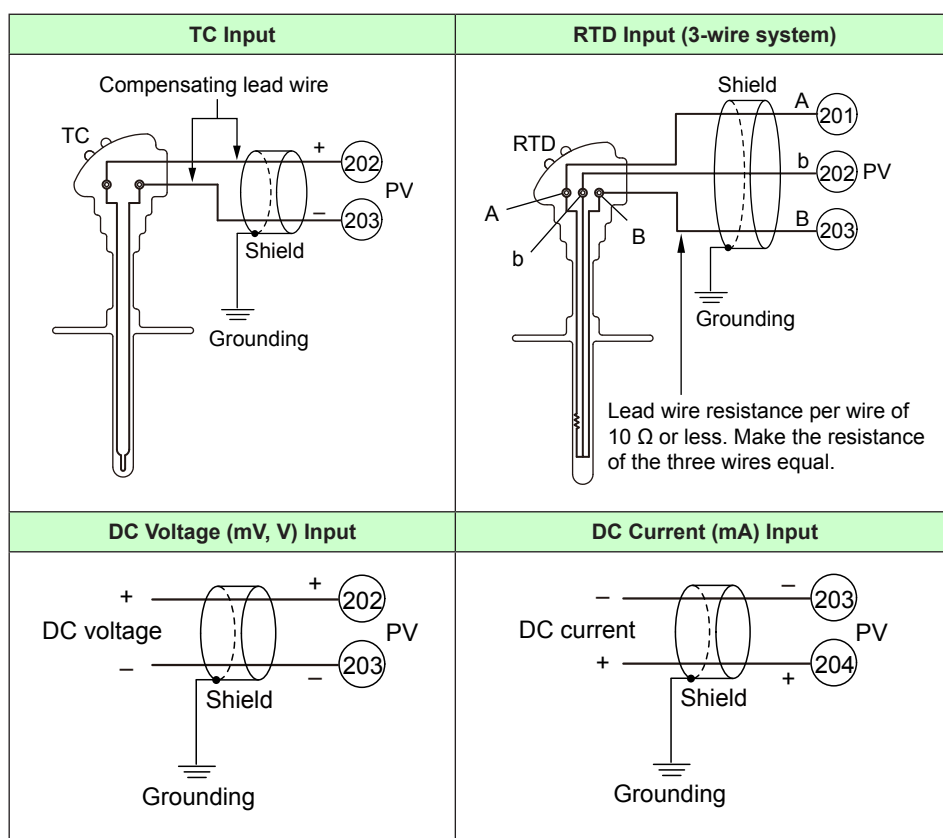 TC Input
Compensating lead wire
TC
+
202
PV
–
203
Shield
Grounding
RTD Input (3-wire system)
Shield
A
201
RTD
b
202 PV
A
B
B
203
b
Grounding
Lead wire resistance per wire of
10 Ω or less. Make the resistance
of the three wires equal.
DC Voltage (mV, V) Input
+
+
202
DC voltage
PV
–
–
203
Shield
Grounding
DC Current (mA) Input
–
–
203
DC current
PV
+
+
204
Shield
Grounding